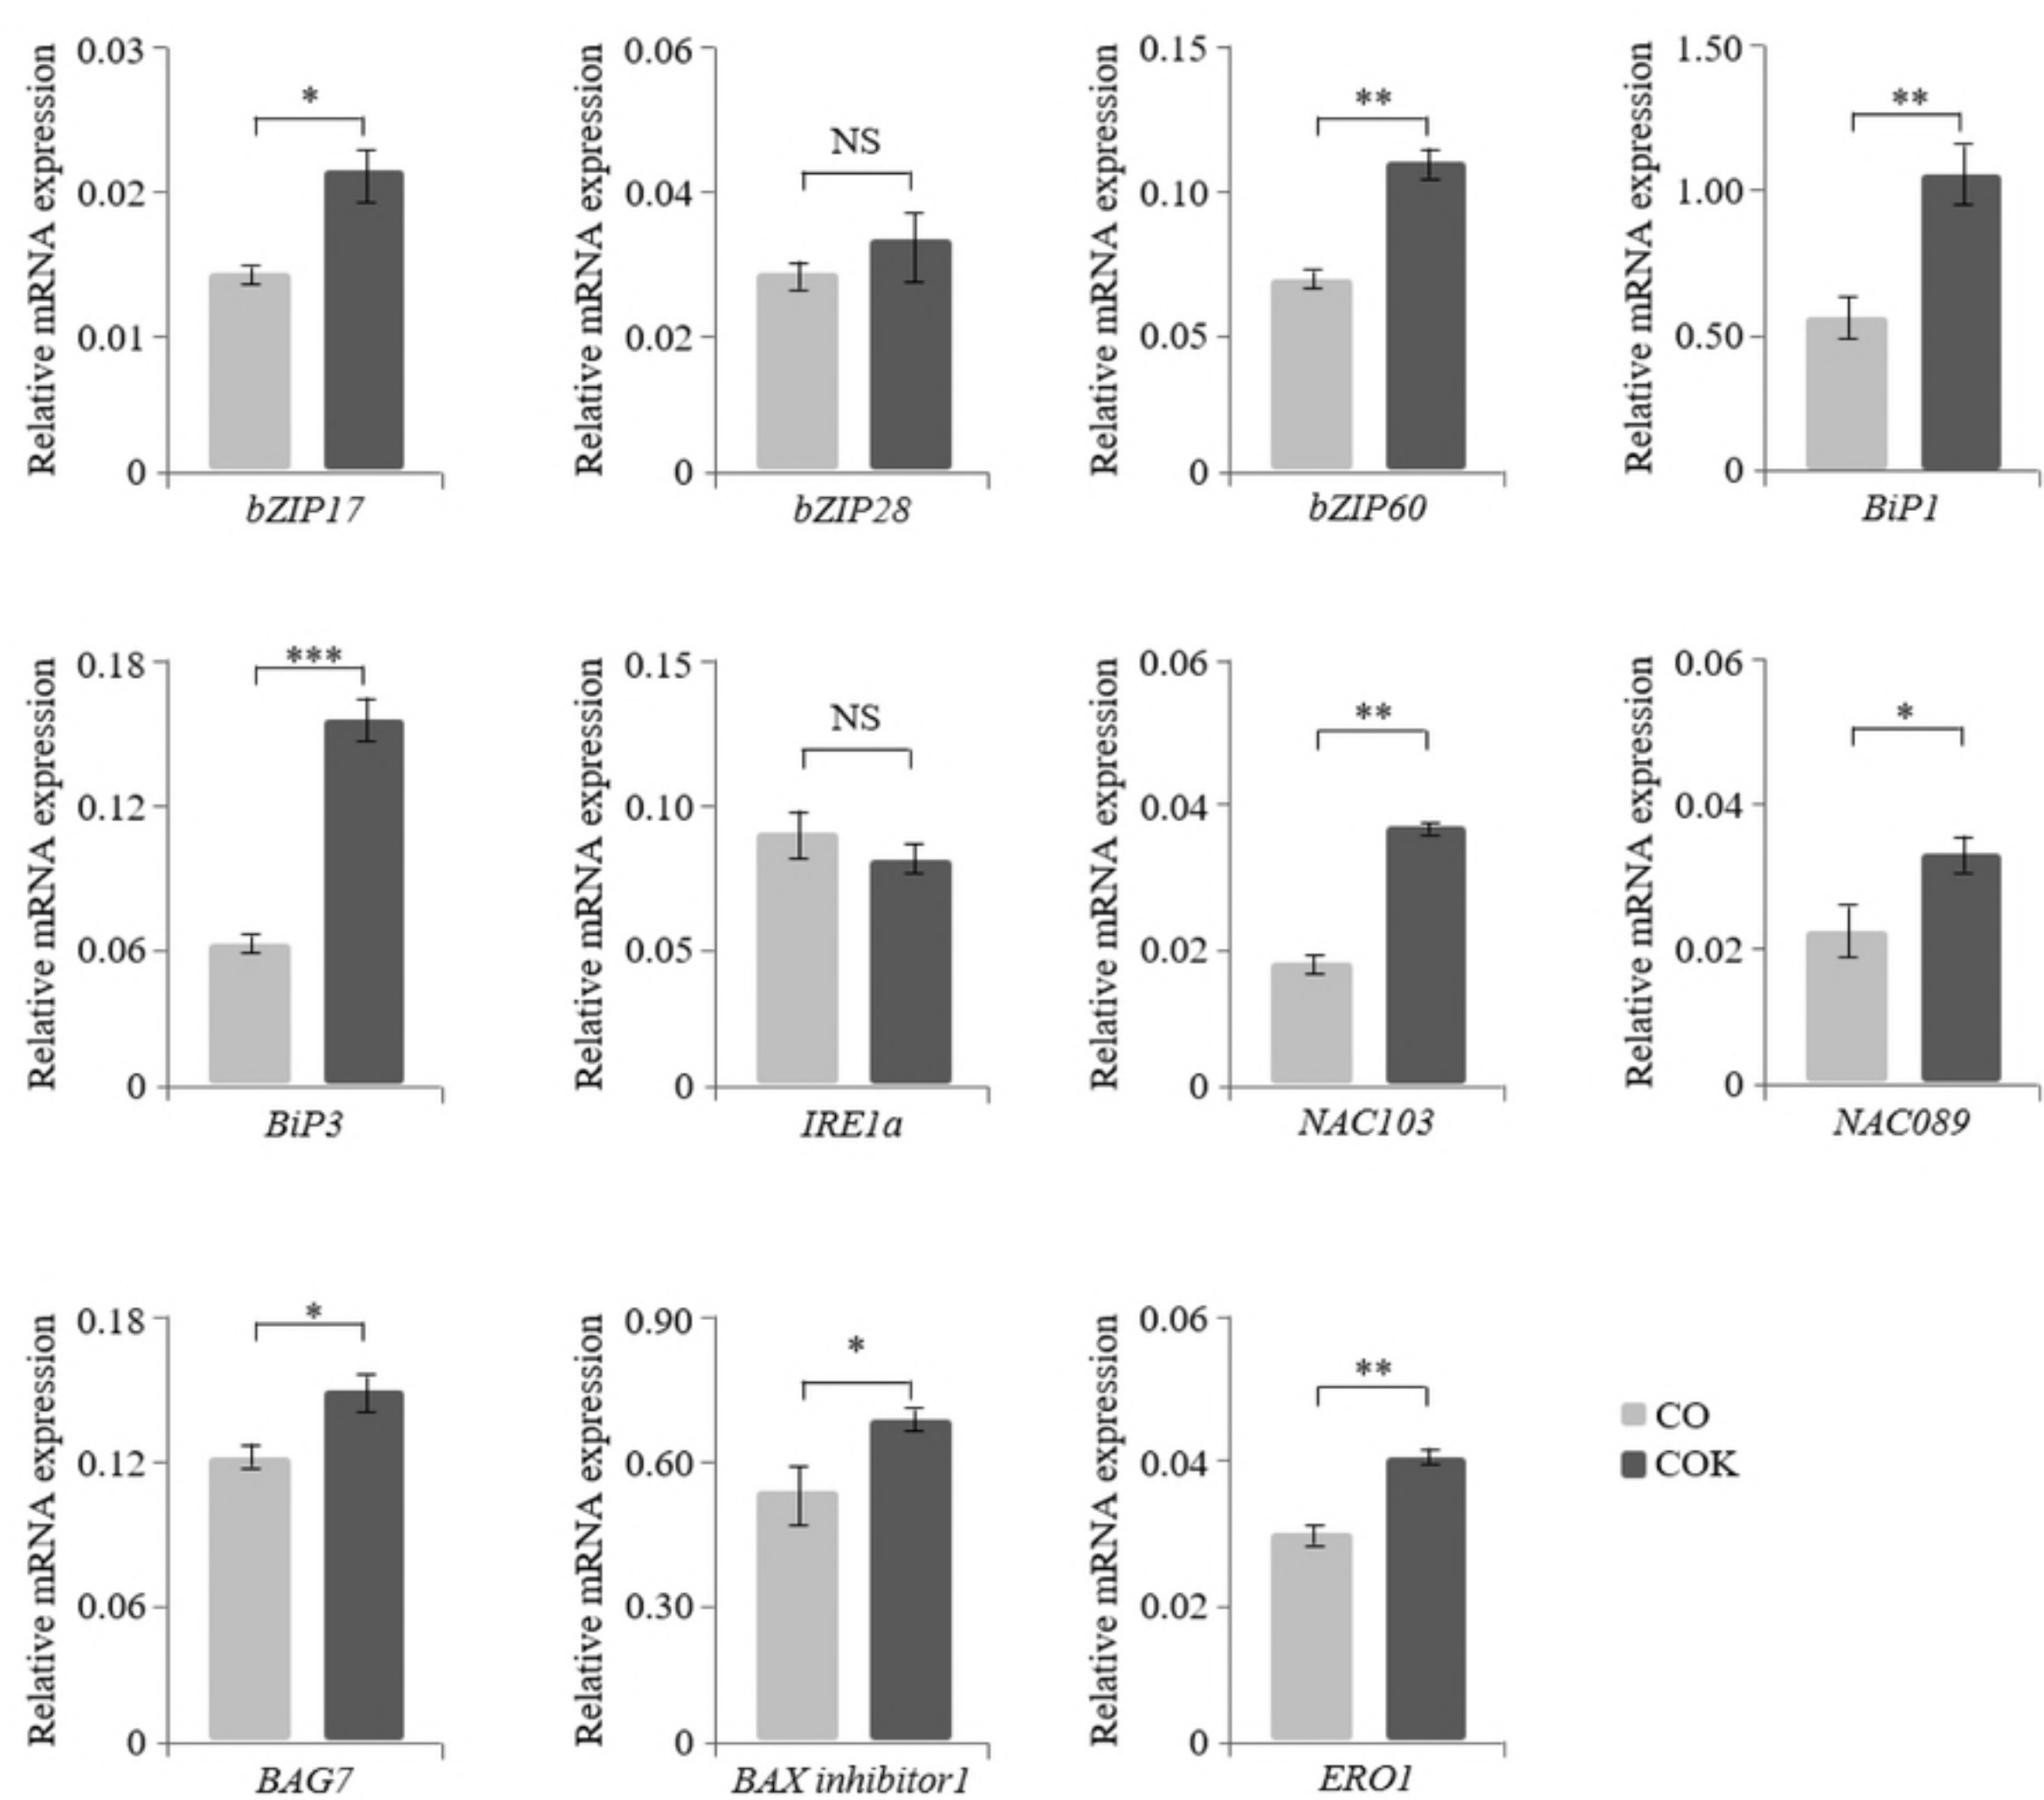 Relative mRNA expression
0.03
0.02
0.01
0
*
bZIP17
Relative mRNA expression
0.06
0.04
0.02
0
NS
bZIP28
Relative mRNA expression
0.15
0.10
0.05
0
**
bZIP60
Relative mRNA expression
1.50
1.00
0.50
0
**
BiP1
Relative mRNA expression
0.18
0.12
0.06
0
***
BiP3
Relative mRNA expression
0.15
0.10
0.05
0
NS
IRE1a
Relative mRNA expression
0.06
0.04
0.02
0
**
NAC103
Relative mRNA expression
0.06
0.04
0.02
0
*
NAC089
Relative mRNA expression
0.18
0.12
0.06
0
*
BAG7
Relative mRNA expression
0.90
0.60
0.30
0
*
BAX inhibitor1
Relative mRNA expression
0.06
0.04
0.02
0
**
ERO1
CO
COK